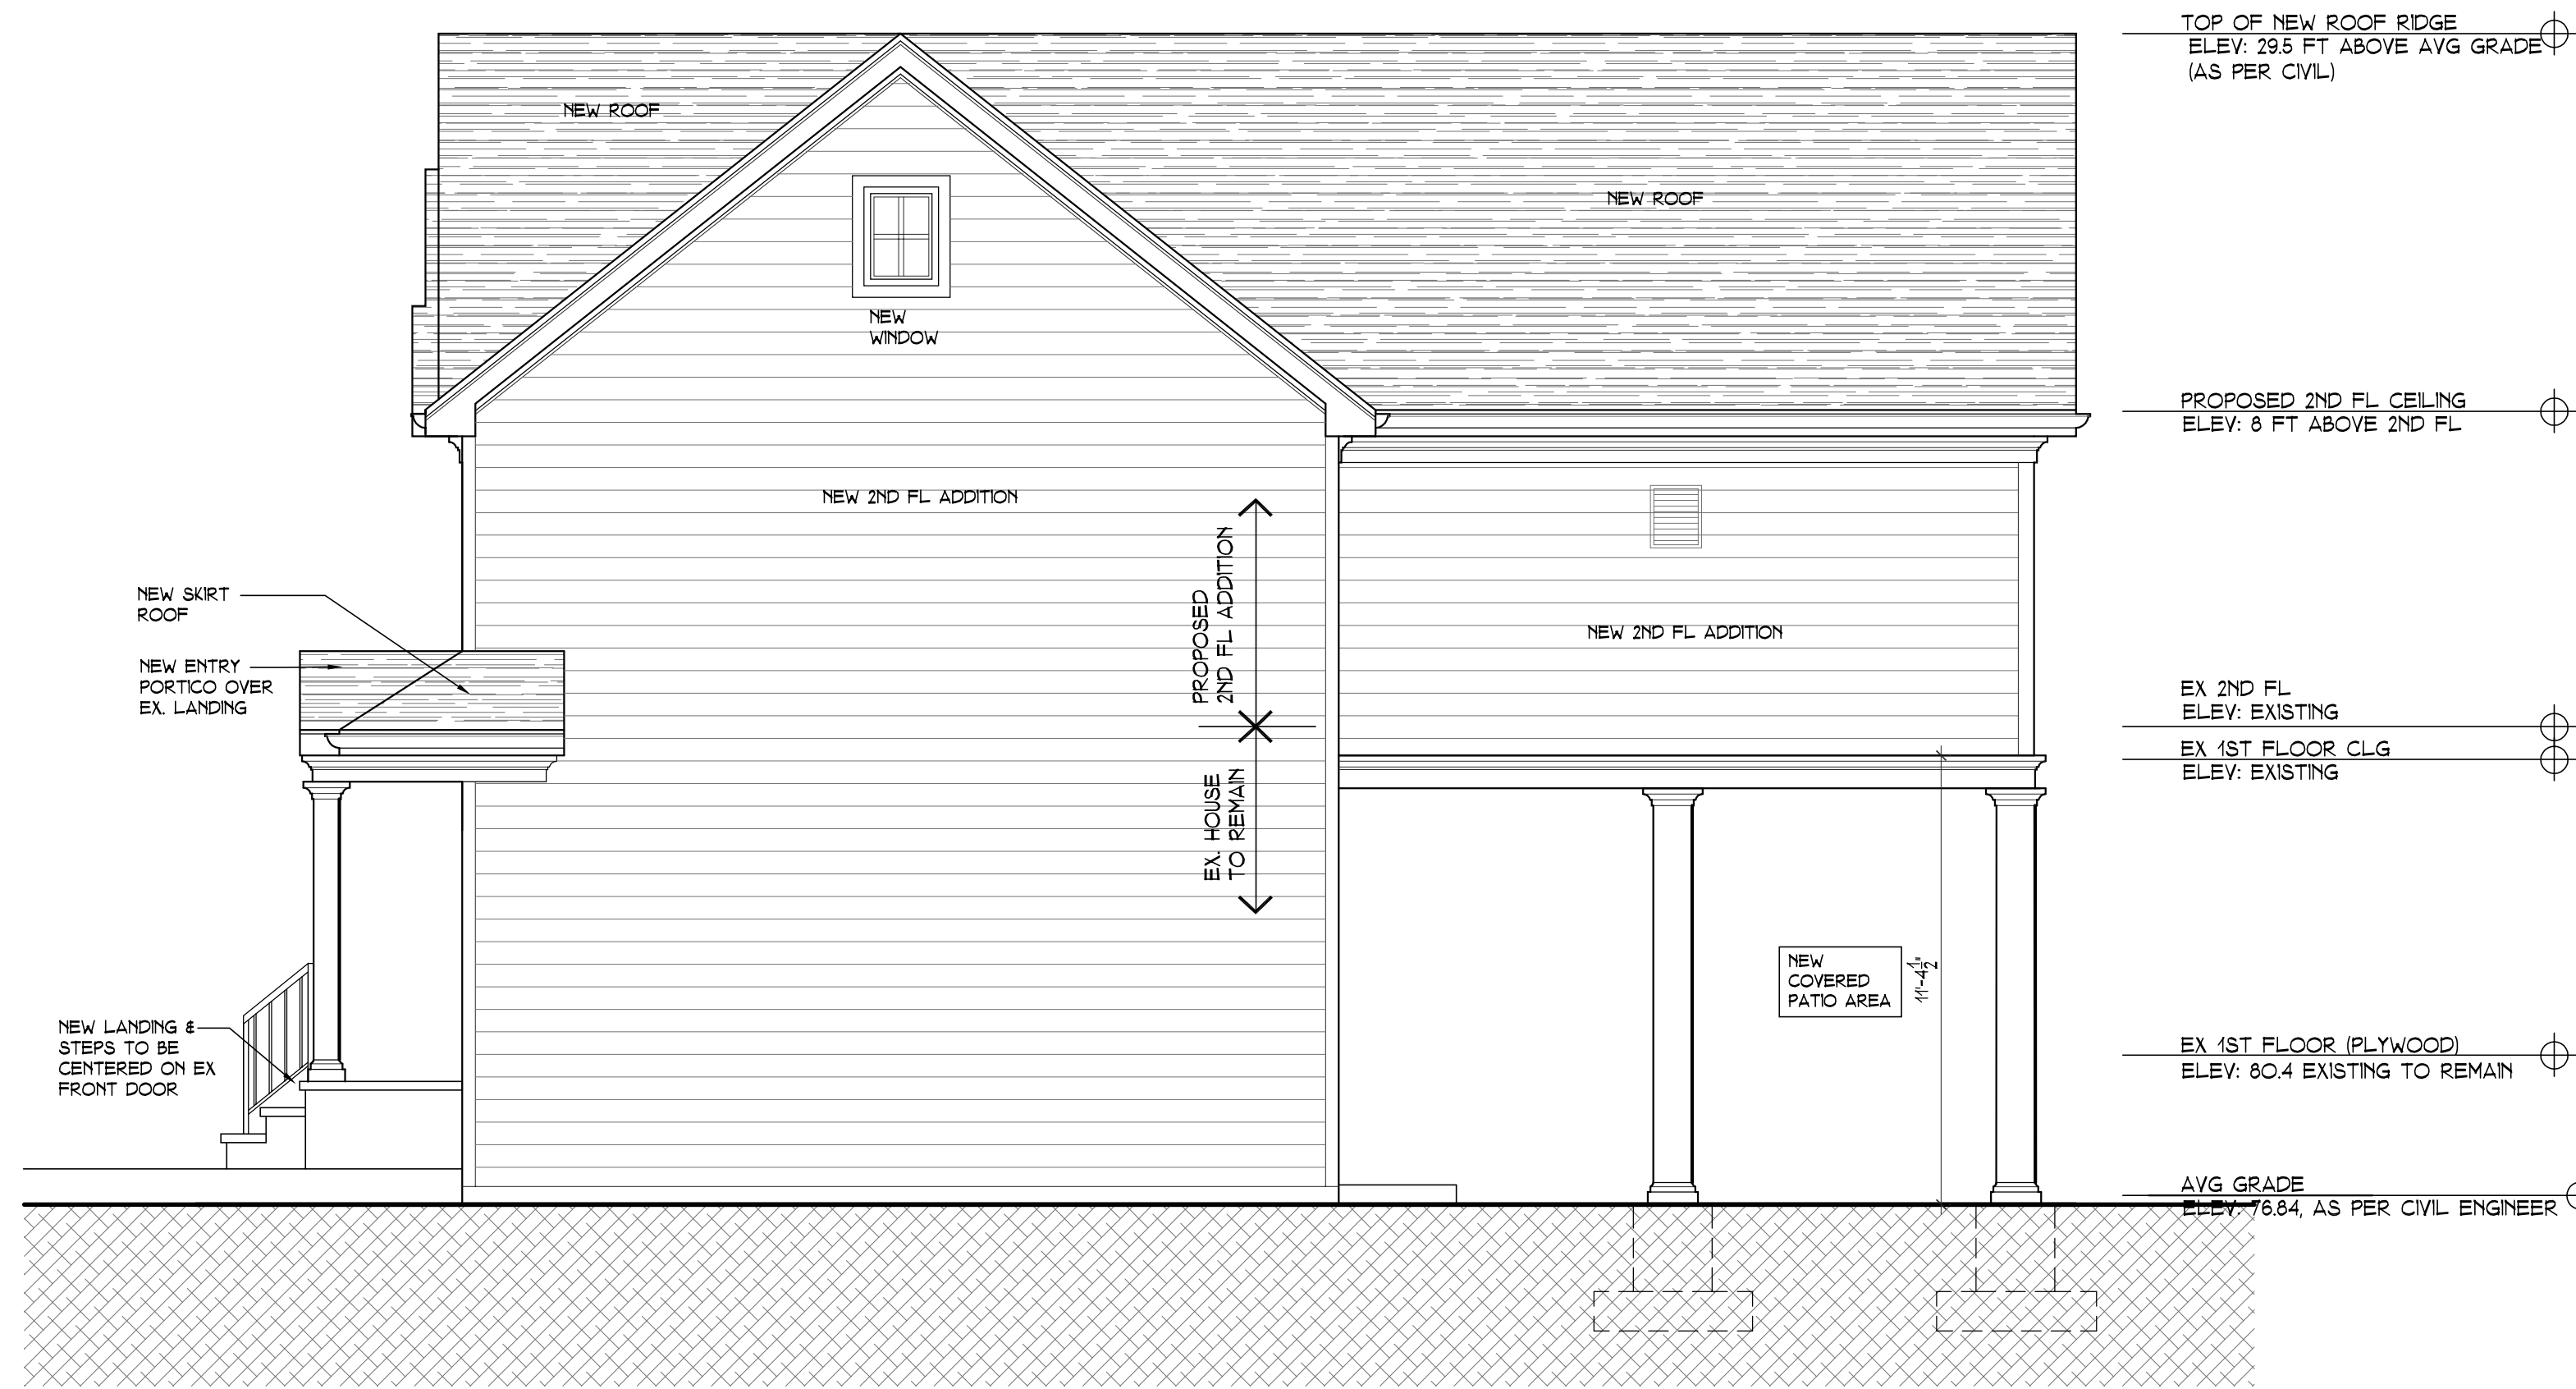 TOP OF NEW ROOF RIDGE
ELEV: 29.5 FT ABOVE AVG GRADE
(AS PER CIVIL)
NEW ROOF
NEW ROOF
NEW
WINDOW
PROPOSED 2ND FL CEILING
ELEV: 8 FT ABOVE 2ND FL
NEW 2ND FL ADDITION
PROPOSED
2ND FL ADDITION
NEW SKIRT
ROOF
NEW 2ND FL ADDITION
NEW ENTRY
PORTICO OVER
EX. LANDING
EX 2ND FL
ELEV: EXISTING
EX 1ST FLOOR CLG
ELEV: EXISTING
EX. HOUSE
TO REMAIN
NEW
COVERED
PATIO AREA
11'-4 1/2"
NEW LANDING &
STEPS TO BE
CENTERED ON EX
FRONT DOOR
EX 1ST FLOOR (PLYWOOD)
ELEV: 80.4 EXISTING TO REMAIN
AVG GRADE
ELEV: 76.84, AS PER CIVIL ENGINEER